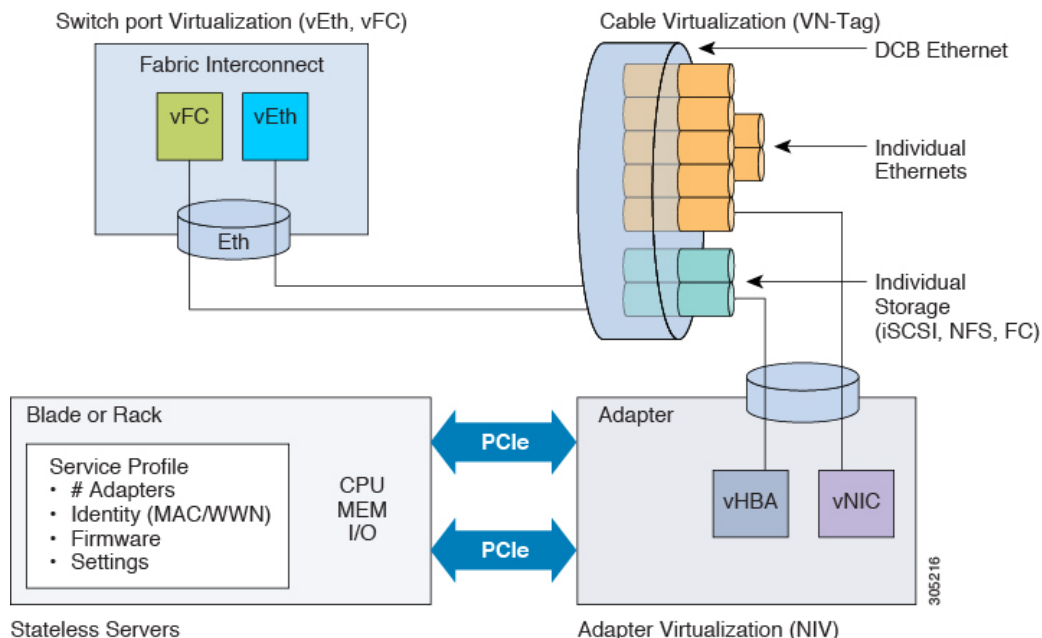 Switch port Virtualization (vEth, vFC)
Cable Virtualization (VN-Tag)
Fabric Interconnect
vFC
vEth
Eth
DCB Ethernet
Individual
Ethernets
Individual
Storage
(iSCSI, NFS, FC)
Blade or Rack
Service Profile
• # Adapters
• Identity (MAC/WWN)
• Firmware
• Settings
CPU
MEM
I/O
PCIe
PCIe
Adapter
vHBA
vNIC
305216
Stateless Servers
Adapter Virtualization (NIV)